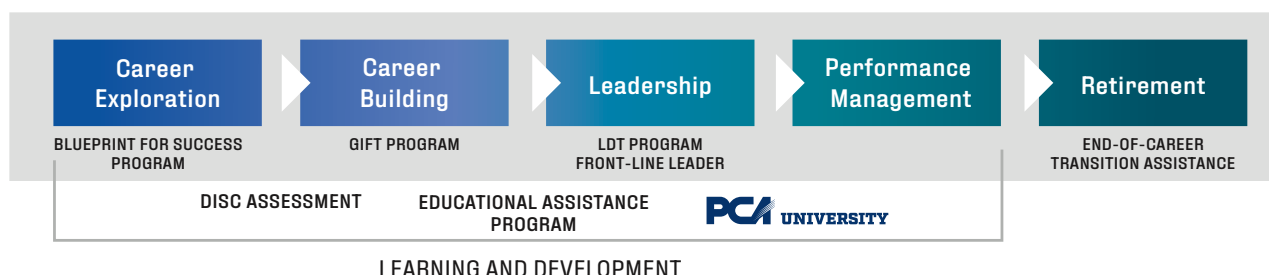 Career
Exploration
Career
Building
Leadership
Performance
Management
Retirement
BLUEPRINT FOR SUCCESS
PROGRAM
GIFT PROGRAM
LDT PROGRAM
FRONT-LINE LEADER
END-OF-CAREER
TRANSITION ASSISTANCE
DISC ASSESSMENT
EDUCATIONAL ASSISTANCE
PROGRAM
PCA UNIVERSITY
LEARNING AND DEVELOPMENT